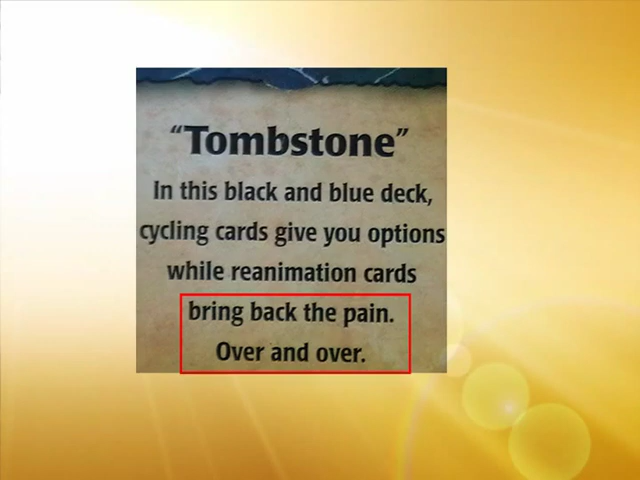 “Tombstone”
In this black and blue deck,
cycling cards give you options
while reanimation cards
bring back the pain.
Over and over.